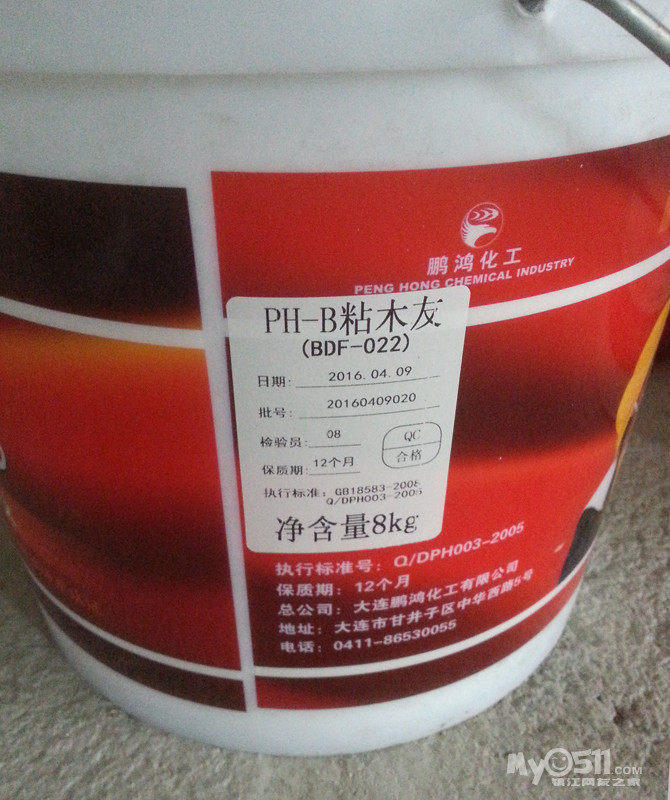 鹏鸿化工
PENG HONG CHEMICAL INDUSTRY
PH-B粘木友
(BDF-022)
日期: 2016.04.09
批号: 20160409020
检验员: 08
QC
合格
保质期: 12个月
执行标准: GB18583-2008
Q/DPH003-2005
净含量8kg
执行标准号: Q/DPH003-2005
保质期: 12个月
总公司: 大连鹏鸿化工有限公司
地址: 大连市甘井子区中华西路5号
电话: 0411-86530055
My0511.COM
镇江网友之家